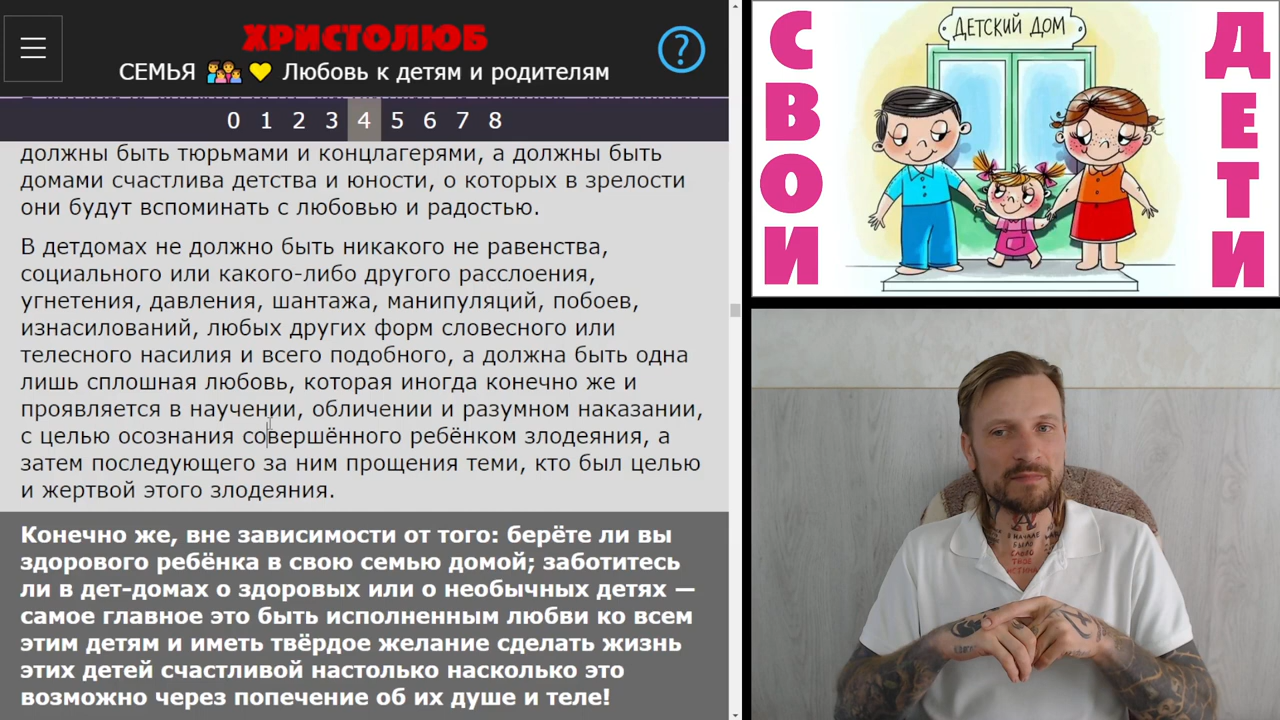 ХРИСТОЛЮБ
СЕМЬЯ 👨‍👩‍👧‍👦 💛 Любовь к детям и родителям
0 1 2 3 4 5 6 7 8
должны быть тюрьмами и концлагерями, а должны быть
домами счастлива детства и юности, о которых в зрелости
они будут вспоминать с любовью и радостью.
В детдомах не должно быть никакого не равенства,
социального или какого-либо другого расслоения,
угнетения, давления, шантажа, манипуляций, побоев,
изнасилований, любых других форм словесного или
телесного насилия и всего подобного, а должна быть одна
лишь сплошная любовь, которая иногда конечно же и
проявляется в научении, обличении и разумном наказании,
с целью осознания совершённого ребёнком злодеяния, а
затем последующего за ним прощения теми, кто был целью
и жертвой этого злодеяния.
Конечно же, вне зависимости от того: берёте ли вы
здорового ребёнка в свою семью домой; заботитесь
ли в дет-домах о здоровых или о необычных детях —
самое главное это быть исполненным любви ко всем
этим детям и иметь твёрдое желание сделать жизнь
этих детей счастливой настолько насколько это
возможно через попечение об их душе и теле!
СВОИ
ДЕТСКИЙ ДОМ
ДЕТИ
В НАЧАЛЕ
БЫЛО
СЛОВО
ТВОЕ
ИСТИНА